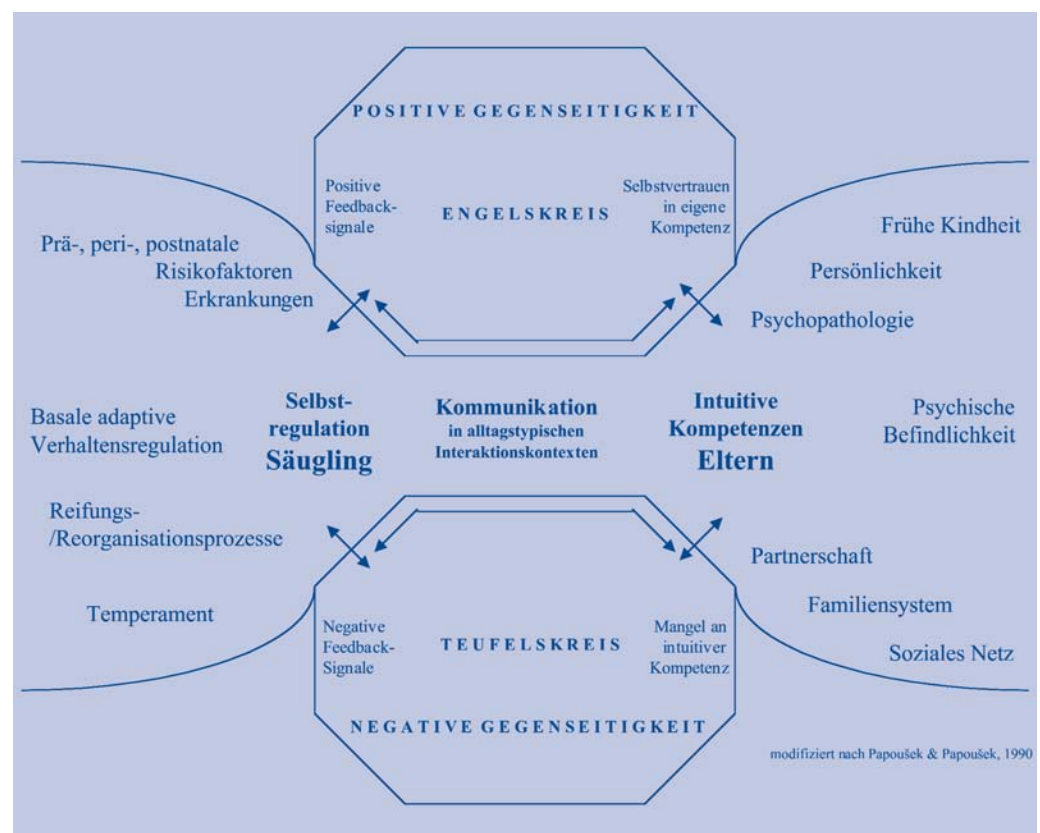 POSITIVE GEGENSEITIGKEIT
Positive
Feedback-
signale
ENGELSKREIS
Selbstvertrauen
in eigene
Kompetenz
Prä-, peri-, postnatale
Risikofaktoren
Erkrankungen
Frühe Kindheit
Persönlichkeit
Psychopathologie
Basale adaptive
Verhaltensregulation
Selbst-
regulation
Säugling
Kommunikation
in alltagstypischen
Interaktionskontexten
Intuitive
Kompetenzen
Eltern
Psychische
Befindlichkeit
Reifungs-
/Reorganisationsprozesse
Temperament
Partnerschaft
Familiensystem
Soziales Netz
Negative
Feedback-
Signale
TEUFELSKREIS
Mangel an
intuitiver
Kompetenz
NEGATIVE GEGENSEITIGKEIT
modifiziert nach Papoušek & Papoušek, 1990